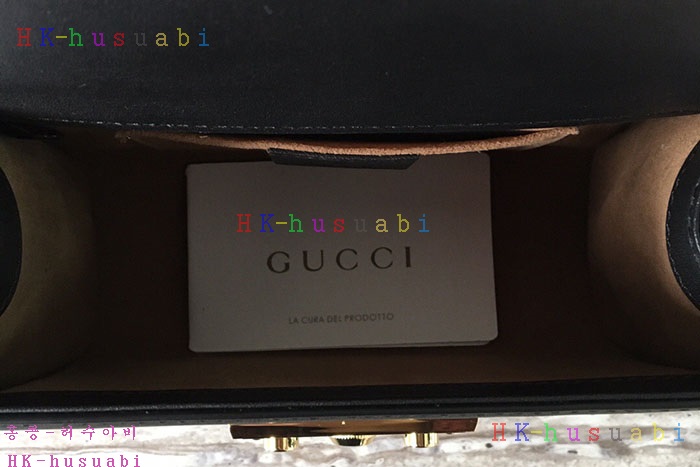 HK-husuabi
HK-husuabi
GUCCI
LA CURA DEL PRODOTTO
홍콩-허수아비
HK-husuabi
HK-husuabi